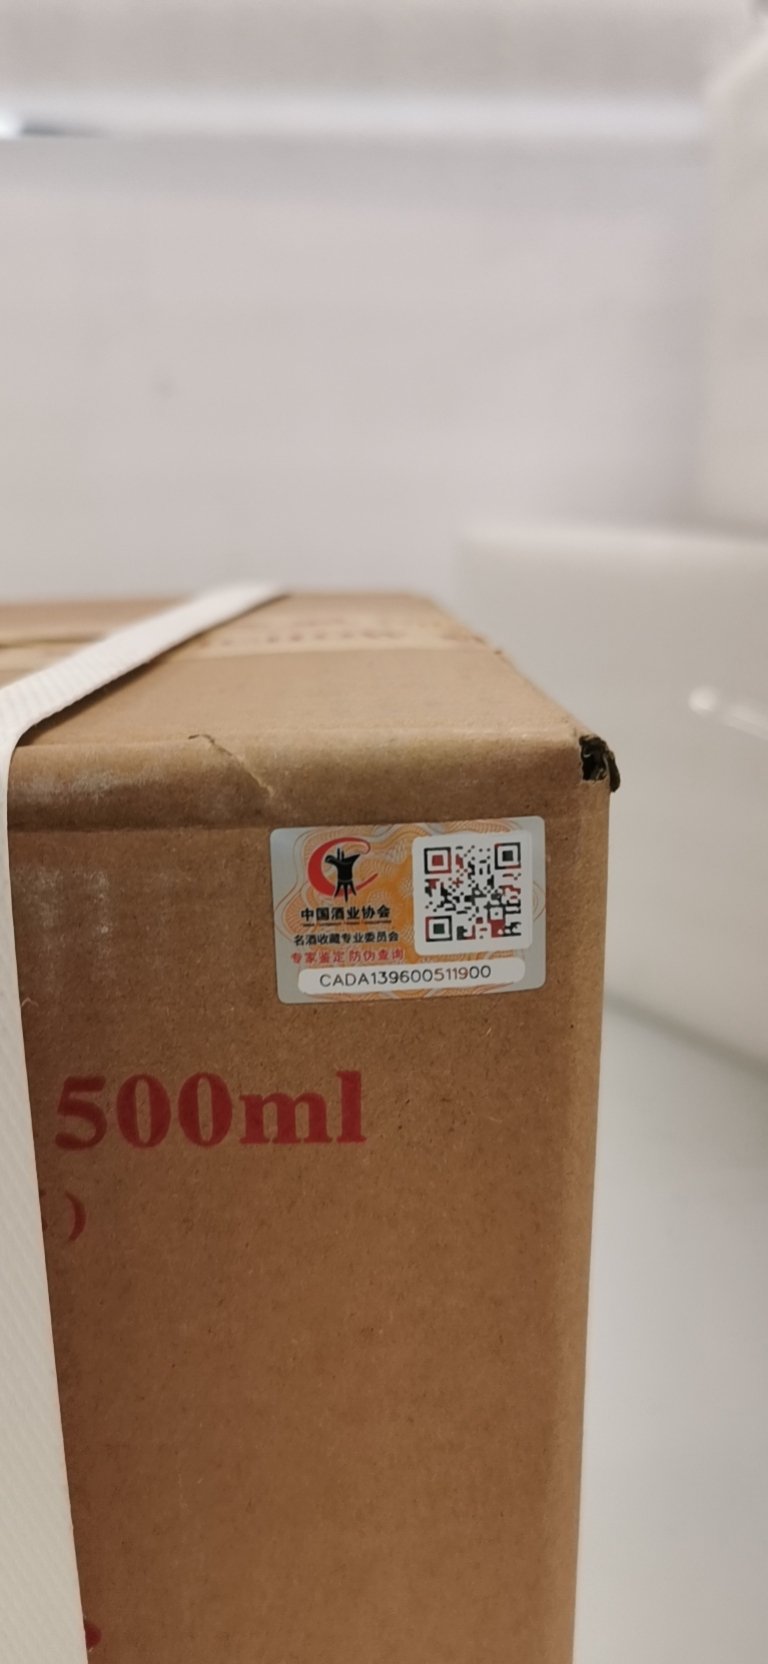 中国酒业协会
名酒收藏专业委员会
专家鉴定 防伪查询
CADA139600511900
500ml
)